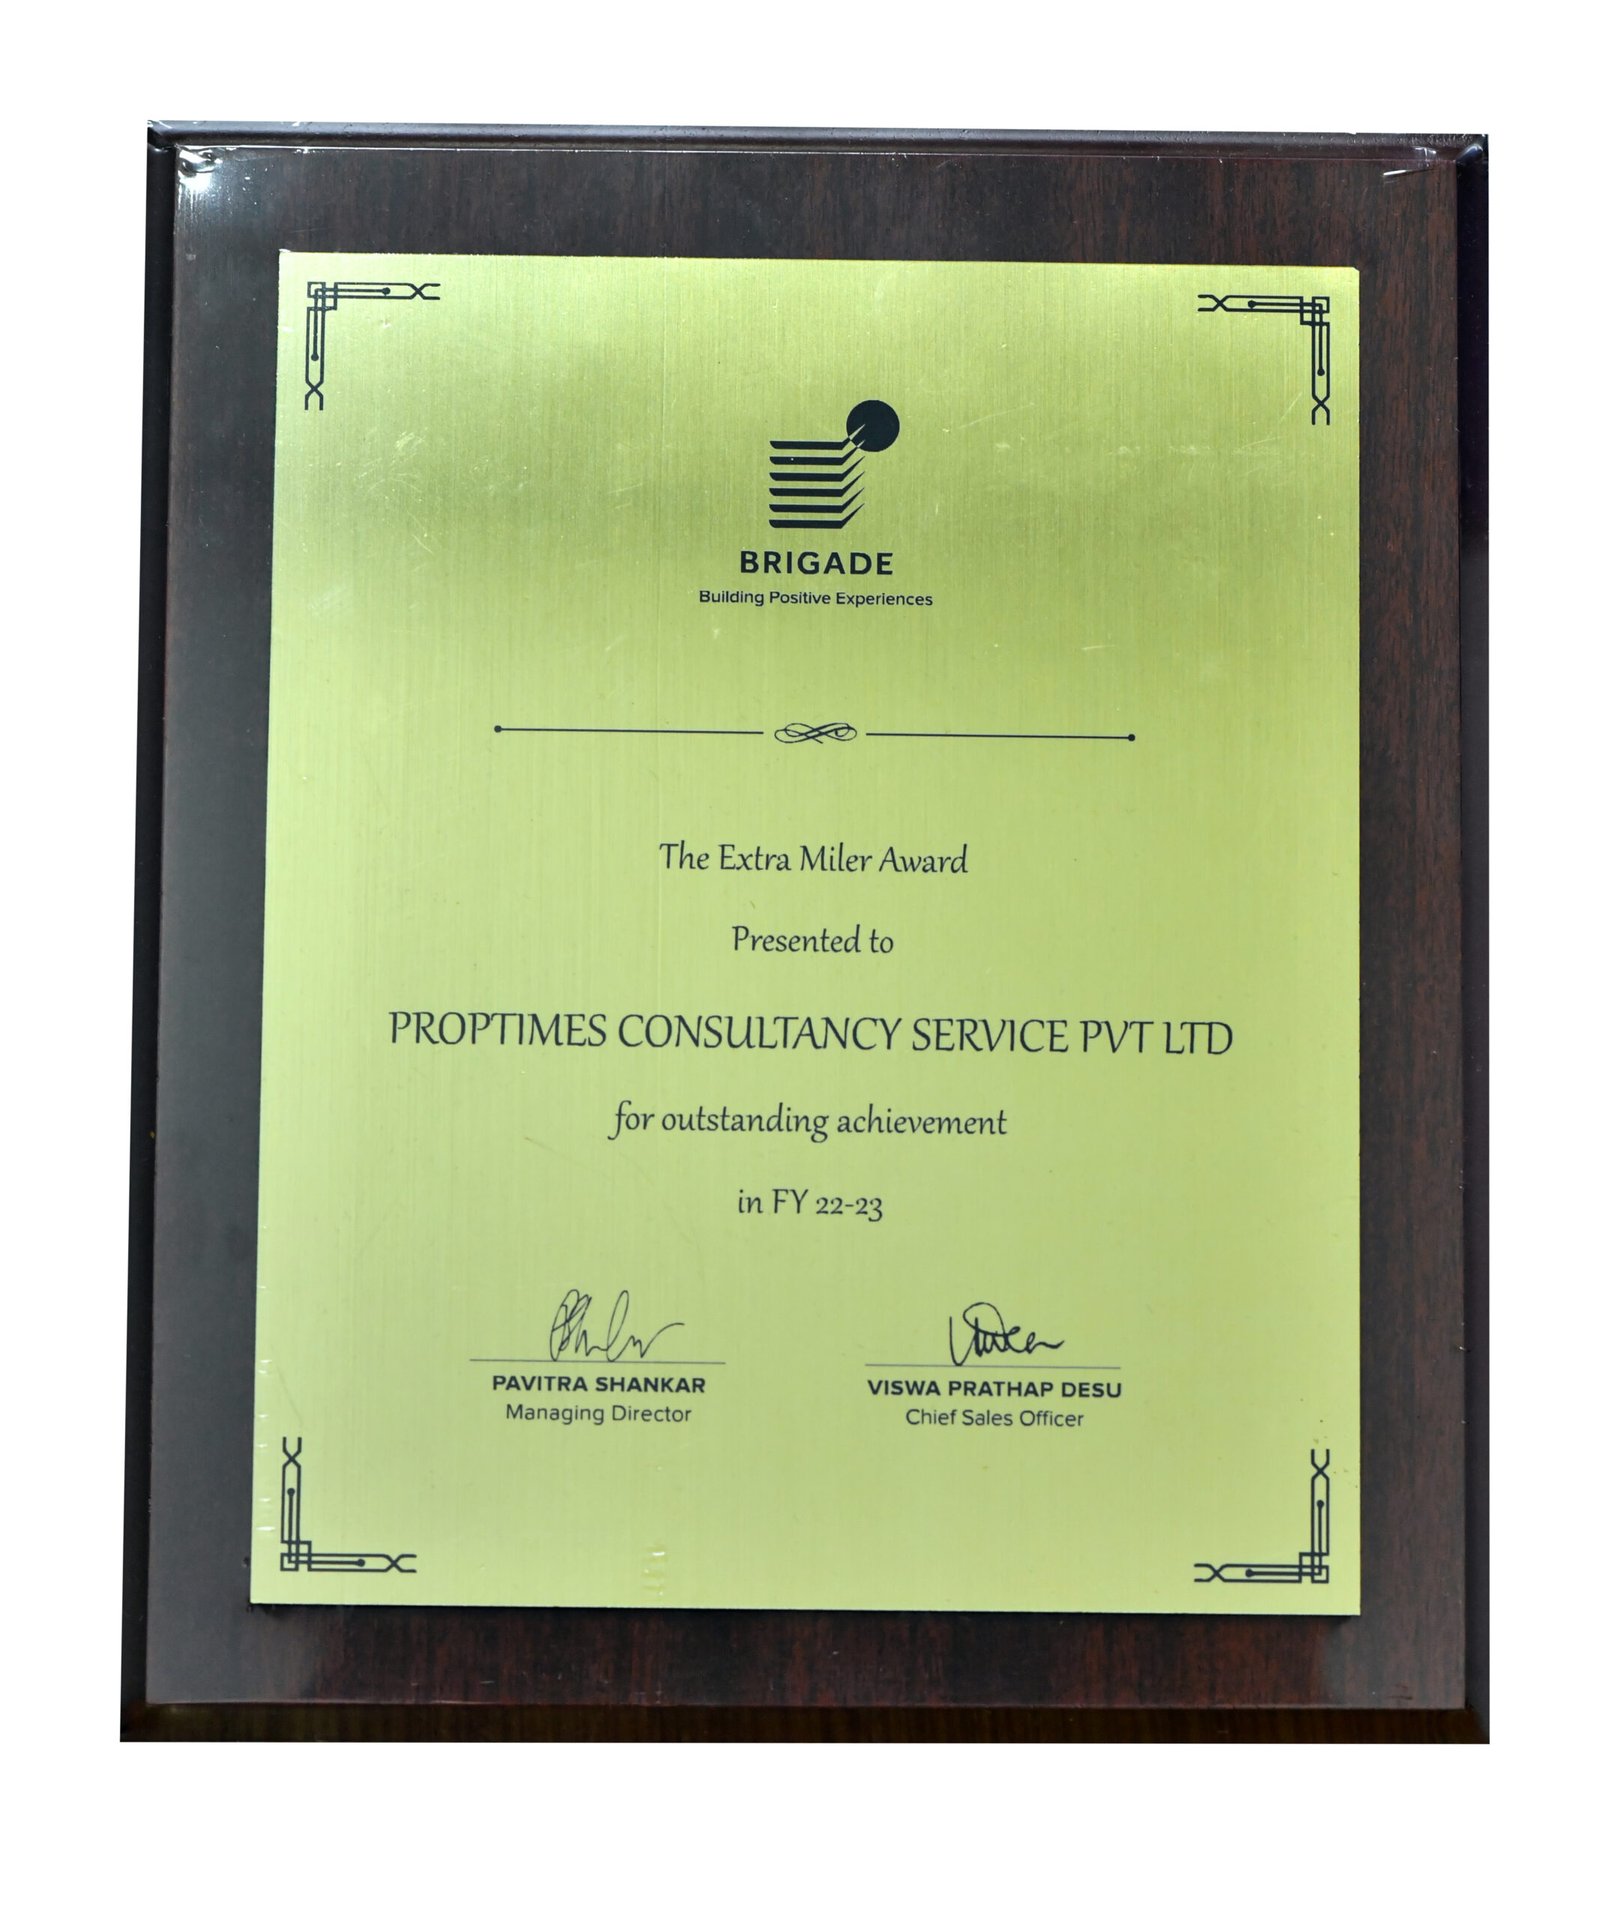 BRIGADE
Building Positive Experiences
The Extra Miler Award
Presented to
PROPTIMES CONSULTANCY SERVICE PVT LTD
for outstanding achievement
in FY 22-23
PAVITRA SHANKAR
Managing Director
VISWA PRATHAP DESU
Chief Sales Officer